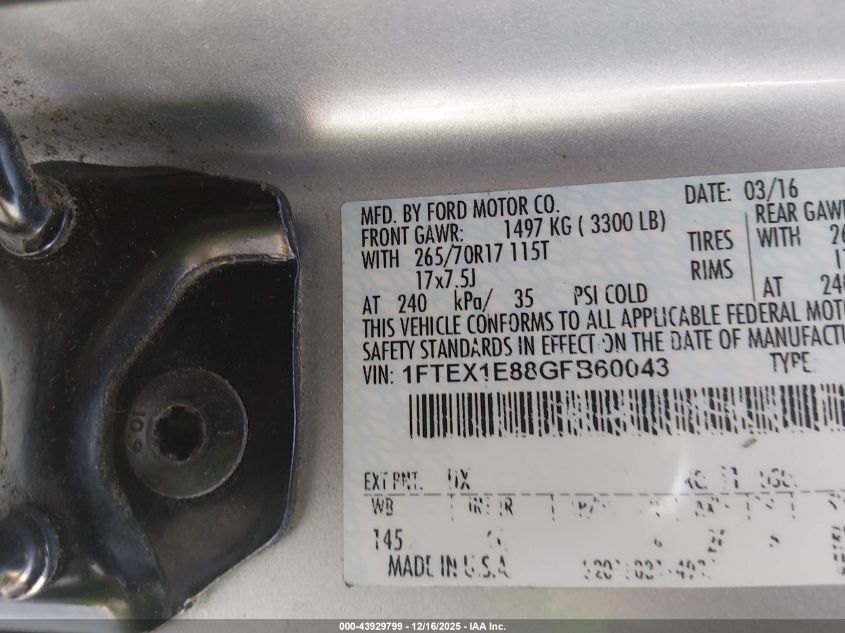 MFD. BY FORD MOTOR CO.
DATE: 03/16
FRONT GAWR: 1497 KG ( 3300 LB)
REAR GAWR
WITH 265/70R17 115T
TIRES
WITH
17x7.5J
RIMS
AT 240 kPa/ 35 PSI COLD
AT 240
THIS VEHICLE CONFORMS TO ALL APPLICABLE FEDERAL MOTO
SAFETY STANDARDS IN EFFECT ON THE DATE OF MANUFACTU
VIN: 1FTEX1E88GFB60043
TYPE:
EXT PNT: UX
WB
145
MADE IN U.S.A
000-43929799 - 12/16/2025 - IAA Inc.